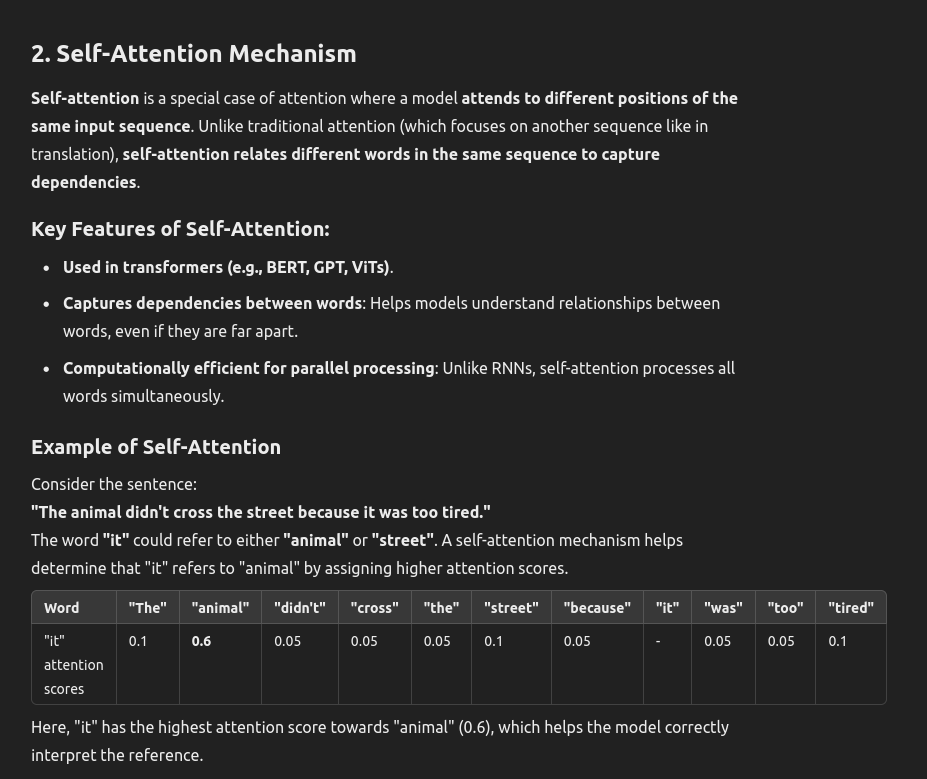 2. Self-Attention Mechanism
Self-attention is a special case of attention where a model attends to different positions of the
same input sequence. Unlike traditional attention (which focuses on another sequence like in
translation), self-attention relates different words in the same sequence to capture
dependencies.
Key Features of Self-Attention:
• Used in transformers (e.g., BERT, GPT, ViTs).
• Captures dependencies between words: Helps models understand relationships between
words, even if they are far apart.
• Computationally efficient for parallel processing: Unlike RNNs, self-attention processes all
words simultaneously.
Example of Self-Attention
Consider the sentence:
"The animal didn't cross the street because it was too tired."
The word "it" could refer to either "animal" or "street". A self-attention mechanism helps
determine that "it" refers to "animal" by assigning higher attention scores.
Word "The" "animal" "didn't" "cross" "the" "street" "because" "it" "was" "too" "tired"
"it" 0.1 0.6 0.05 0.05 0.05 0.1 0.05 - 0.05 0.05 0.1
attention
scores
Here, "it" has the highest attention score towards "animal" (0.6), which helps the model correctly
interpret the reference.